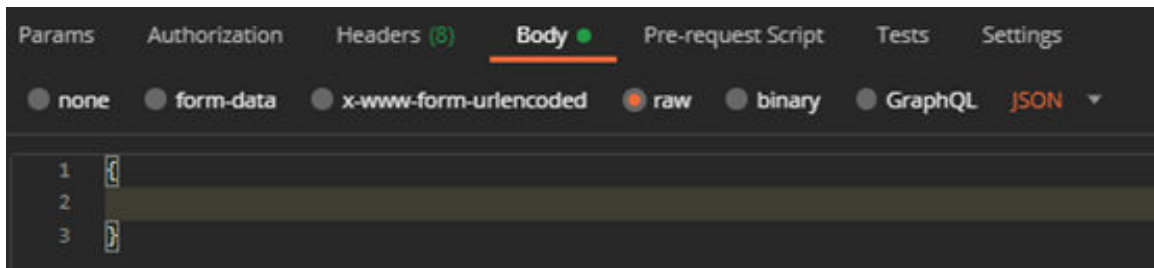 Params Authorization Headers (8) Body Pre-request Script Tests Settings
none form-data x-www-form-urlencoded raw binary GraphQL JSON
1 {
2
3 }